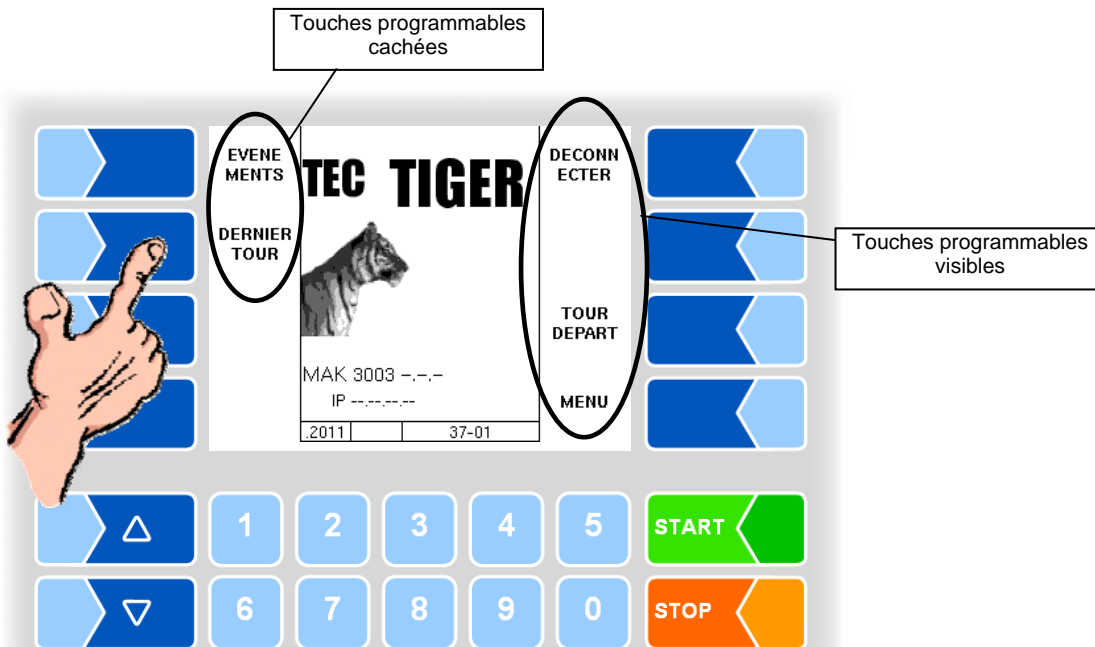 Touches programmables
cachées
EVENE
MENTS
DERNIER
TOUR
TEC TIGER
MAK 3003 -.-.-
IP --.--.--.--
.2011
37-01
DECONN
ECTER
TOUR
DEPART
MENU
Touches programmables
visibles
1 2 3 4 5 START
6 7 8 9 0 STOP